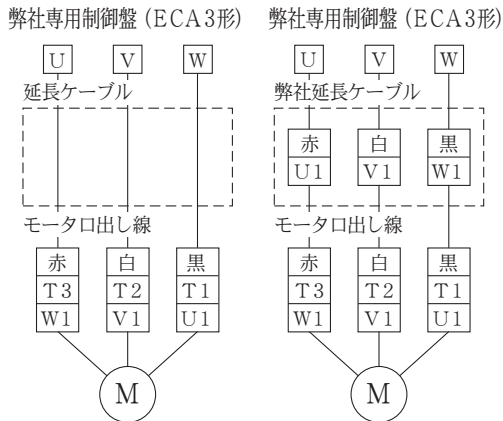 弊社専用制御盤（ECA3形）
U V W
延長ケーブル
モータ口出し線
赤 白 黒
T3 T2 T1
W1 V1 U1
M
弊社専用制御盤（ECA3形）
U V W
弊社延長ケーブル
赤 白 黒
U1 V1 W1
モータ口出し線
赤 白 黒
T3 T2 T1
W1 V1 U1
M